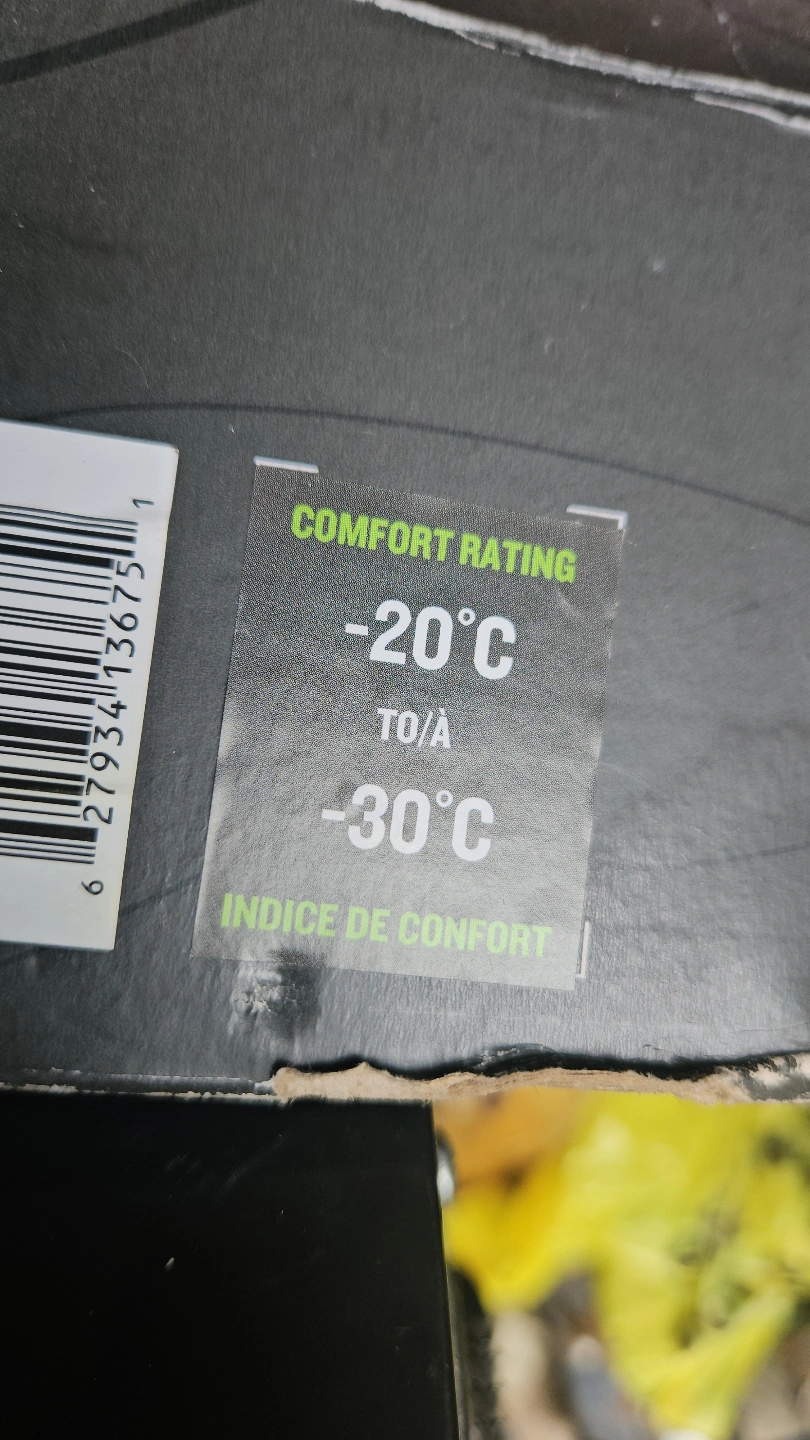 COMFORT RATING
-20°C
TO/À
-30°C
INDICE DE CONFORT
6 27934 13675 1